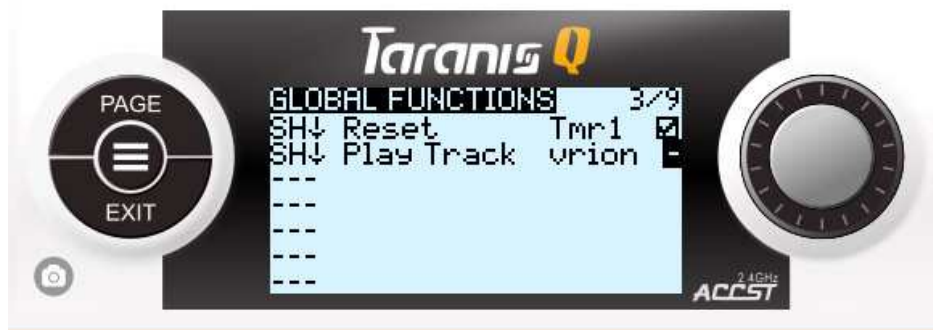 Taranis Q
PAGE
EXIT
GLOBAL FUNCTIONS 3/9
SH↓ Reset Tmr1 ☑
SH↓ Play Track vrion -
---
---
---
---
---
2.4GHz
ACCST